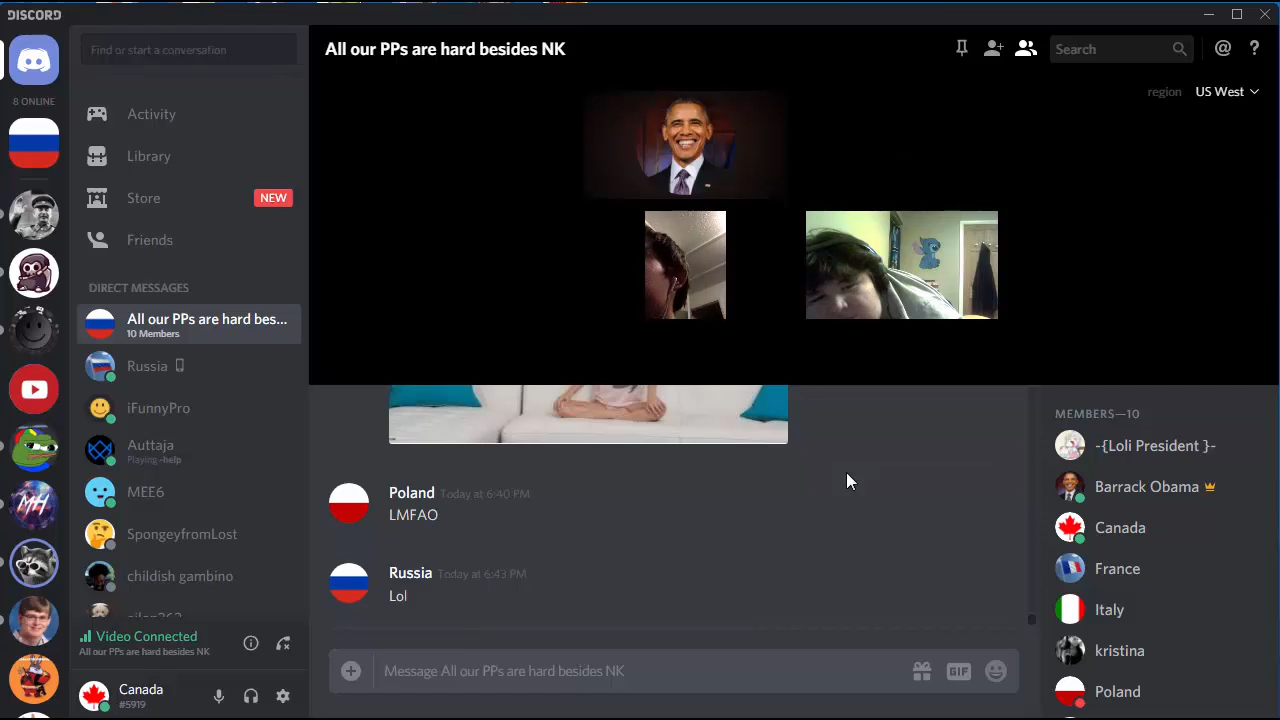 DISCORD
Find or start a conversation
All our PPs are hard besides NK
Search
region
US West
8 ONLINE
Activity
Library
Store
NEW
Friends
DIRECT MESSAGES
All our PPs are hard bes...
10 Members
Russia
iFunnyPro
Auttaja
Playing -help
MEE6
SpongeyfromLost
childish gambino
Video Connected
All our PPs are hard besides NK
Canada
#5919
Poland Today at 6:40 PM
LMFAO
Russia Today at 6:43 PM
Lol
Message All our PPs are hard besides NK
GIF
MEMBERS—10
-{Loli President }-
Barrack Obama
Canada
France
Italy
kristina
Poland